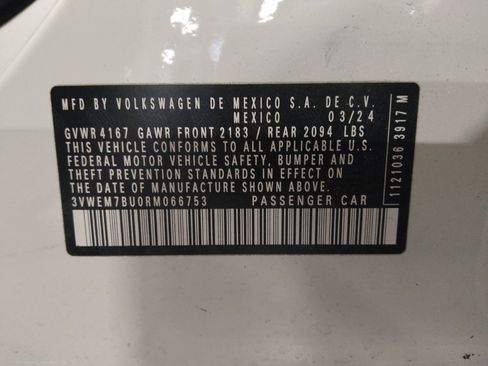 MFD BY VOLKSWAGEN DE MEXICO S.A. DE C.V.
MEXICO 03/24
GVWR 4167 GAWR FRONT 2183 / REAR 2094 LBS
THIS VEHICLE CONFORMS TO ALL APPLICABLE U.S.
FEDERAL MOTOR VEHICLE SAFETY, BUMPER AND
THEFT PREVENTION STANDARDS IN EFFECT ON THE
DATE OF MANUFACTURE SHOWN ABOVE.
3VWEM7BU0RM066753 PASSENGER CAR
1121036 3917 M